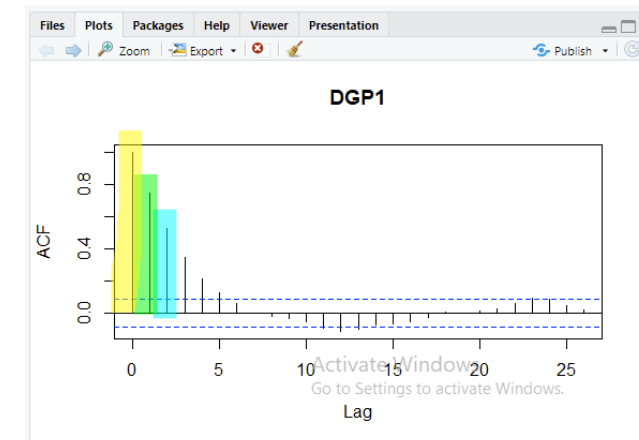 Files Plots Packages Help Viewer Presentation
Zoom Export Publish
DGP1
ACF
0.0 0.4 0.8
0 5 10 15 20 25
Lag
Activate Windows
Go to Settings to activate Windows.